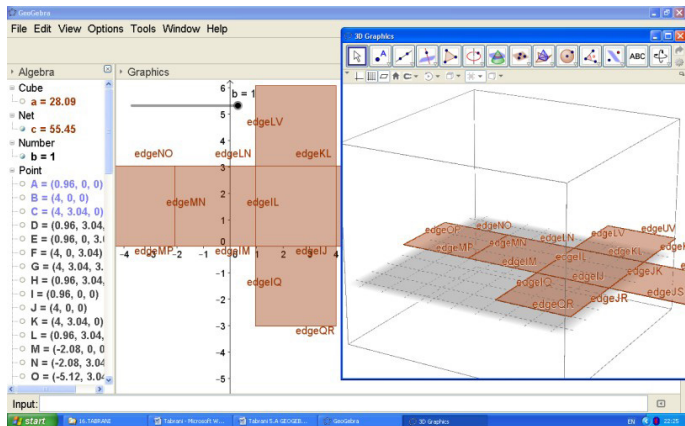 GeoGebra
File Edit View Options Tools Window Help
Algebra
Graphics
Cube
a = 28.09
Net
c = 55.45
Number
b = 1
Point
A = (0.96, 0, 0)
B = (4, 0, 0)
C = (4, 3.04, 0)
D = (0.96, 3.04,
E = (0.96, 0, 3.0
F = (4, 0, 3.04)
G = (4, 3.04, 3.
H = (0.96, 3.04,
I = (0.96, 0, 0)
J = (4, 0, 0)
K = (4, 3.04, 0)
L = (0.96, 3.04,
M = (-2.08, 0, 0
N = (-2.08, 3.04
O = (-5.12, 3.04
b = 1
6
edgeLV
5
4
edgeNO edgeLN edgeKL
3
edgeMN edgeIL
2
1
0
edgeMP edgeIM edgeIJ
-4 -3 -2 -1 0 1 2 3 4
-1
edgeIQ
-2
-3
edgeQR
-4
-5
3D Graphics
ABC
edgeOP edgeNO edgeLV edgeUV
edgeMP edgeMN edgeLN edgeKL
edgeIM edgeIL
edgeIQ edgeIJ edgeJK
edgeQR edgeJR edgeJS
Input:
start
IA.TABRANI
Tabrani - Microsoft W...
Tabrani S.A GEOGEB...
GeoGebra
3D Graphics
EN
22:25